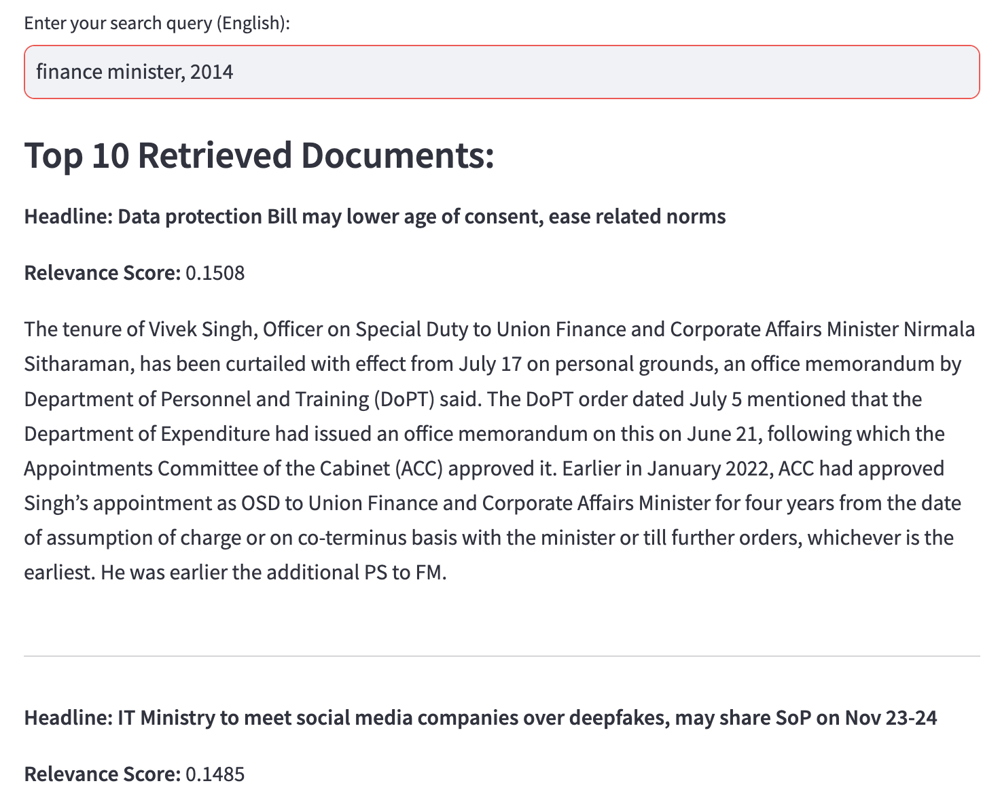 Enter your search query (English):
finance minister, 2014
Top 10 Retrieved Documents:
Headline: Data protection Bill may lower age of consent, ease related norms
Relevance Score: 0.1508
The tenure of Vivek Singh, Officer on Special Duty to Union Finance and Corporate Affairs Minister Nirmala
Sitharaman, has been curtailed with effect from July 17 on personal grounds, an office memorandum by
Department of Personnel and Training (DoPT) said. The DoPT order dated July 5 mentioned that the
Department of Expenditure had issued an office memorandum on this on June 21, following which the
Appointments Committee of the Cabinet (ACC) approved it. Earlier in January 2022, ACC had approved
Singh’s appointment as OSD to Union Finance and Corporate Affairs Minister for four years from the date
of assumption of charge or on co-terminus basis with the minister or till further orders, whichever is the
earliest. He was earlier the additional PS to FM.
Headline: IT Ministry to meet social media companies over deepfakes, may share SoP on Nov 23-24
Relevance Score: 0.1485